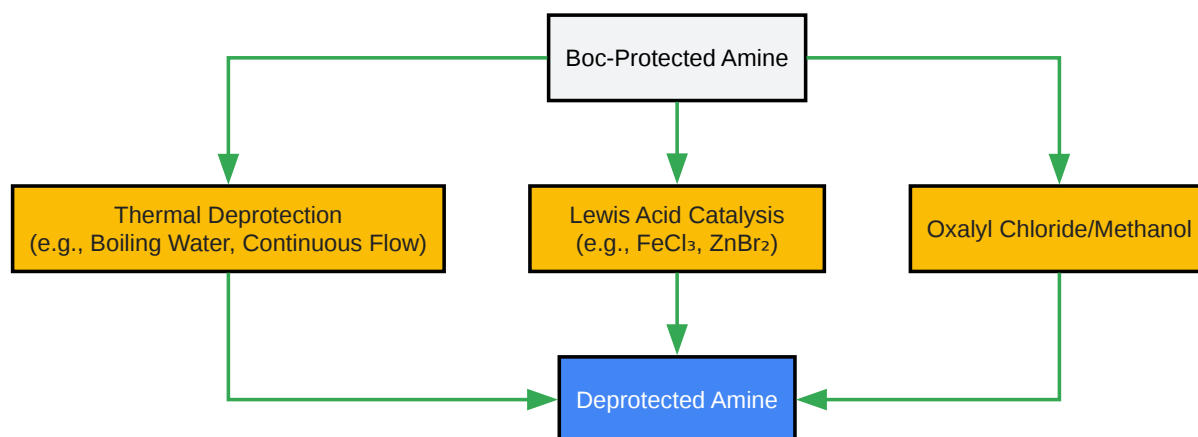 Boc-Protected Amine
Thermal Deprotection
(e.g., Boiling Water, Continuous Flow)
Lewis Acid Catalysis
(e.g., FeCl₃, ZnBr₂)
Oxalyl Chloride/Methanol
Deprotected Amine